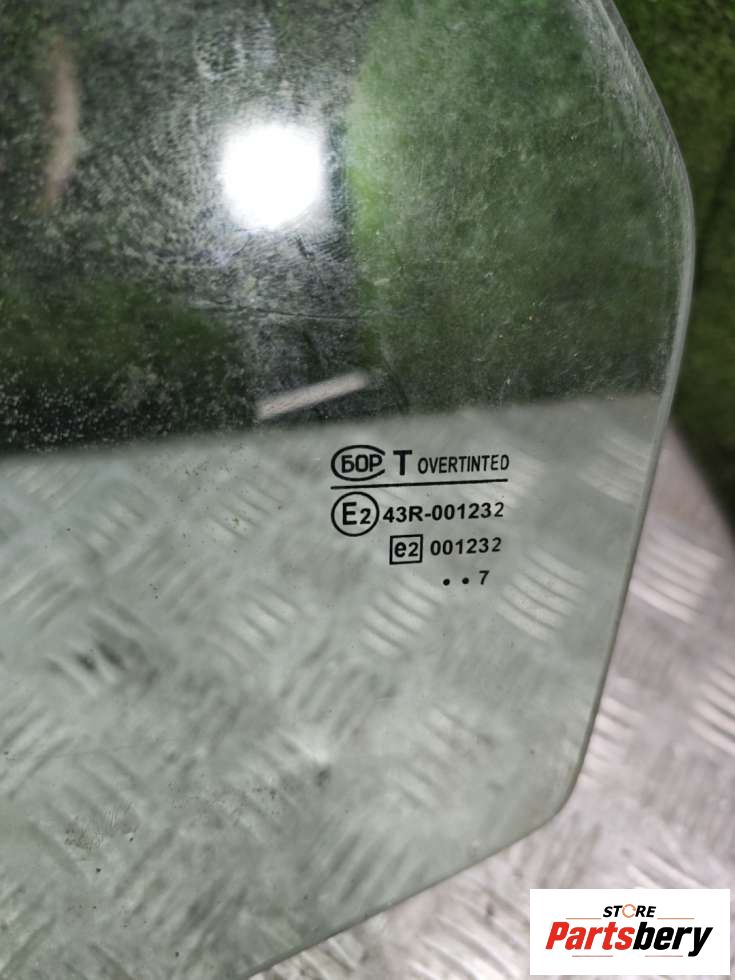 БОР T OVERTINTED
E2 43R-001232
e2 001232
• • 7
STORE
Partsbery